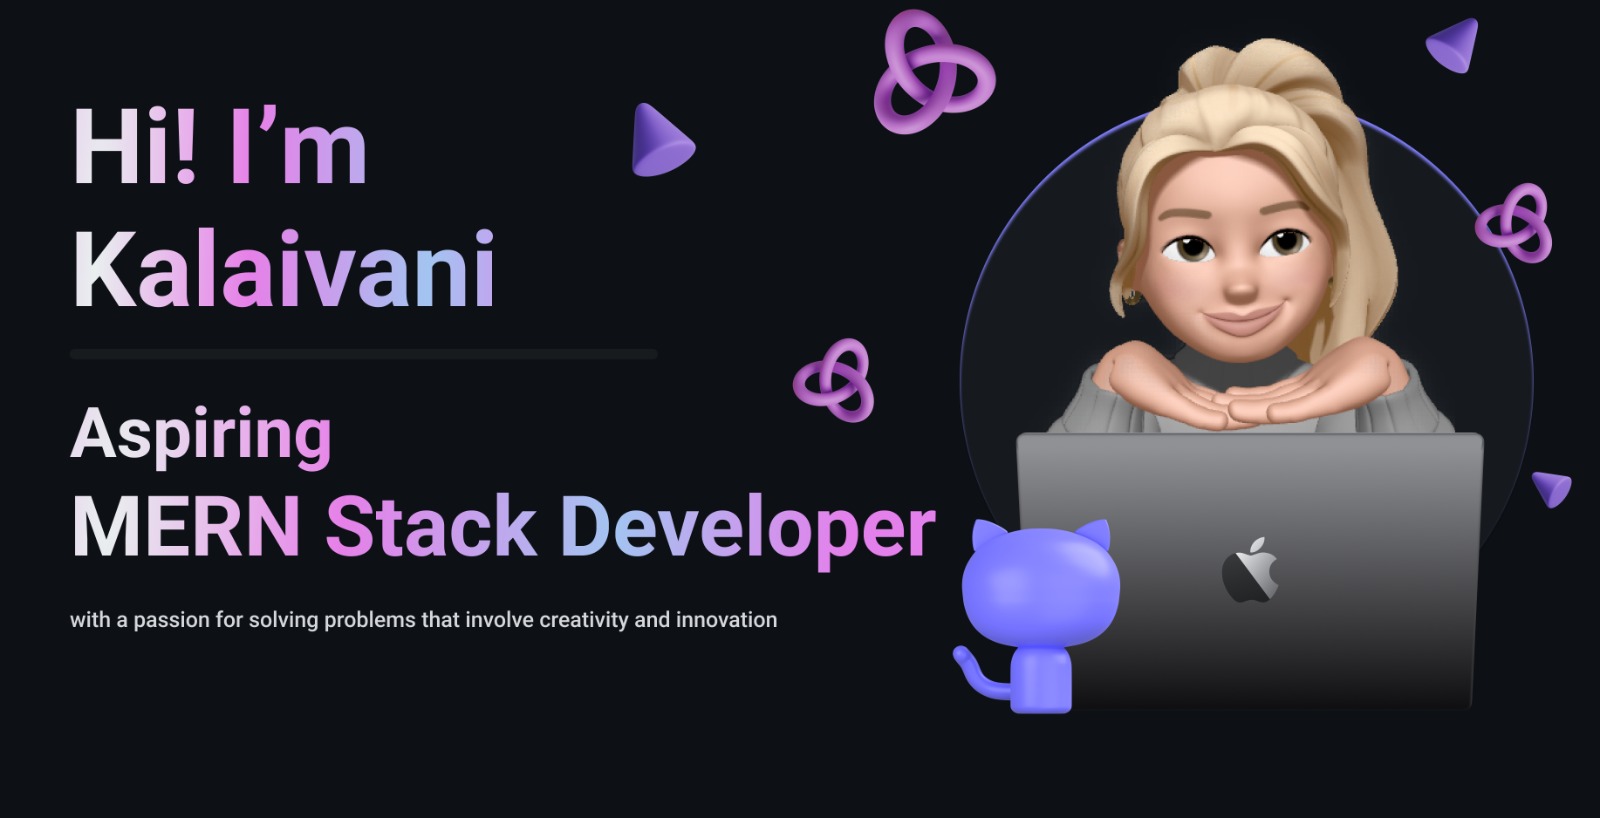 Hi! I’m
Kalaivani
Aspiring
MERN Stack Developer
with a passion for solving problems that involve creativity and innovation